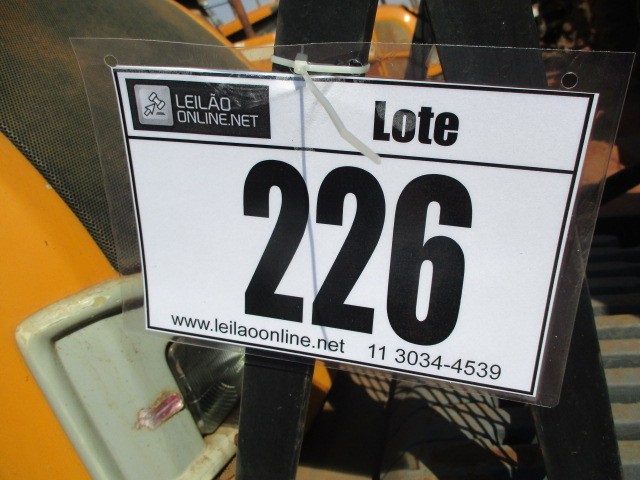 LEILÃO
ONLINE.NET
Lote
226
www.leilaoonline.net 11 3034-4539